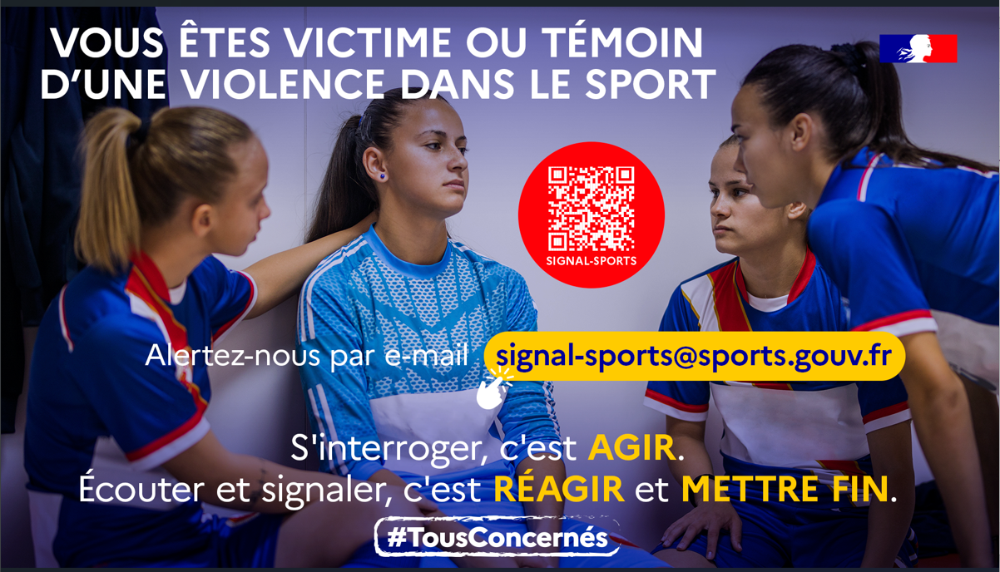 VOUS ÊTES VICTIME OU TÉMOIN
D'UNE VIOLENCE DANS LE SPORT
SIGNAL-SPORTS
Alertez-nous par e-mail signal-sports@sports.gouv.fr
S'interroger, c'est AGIR.
Écouter et signaler, c'est RÉAGIR et METTRE FIN.
#TousConcernés